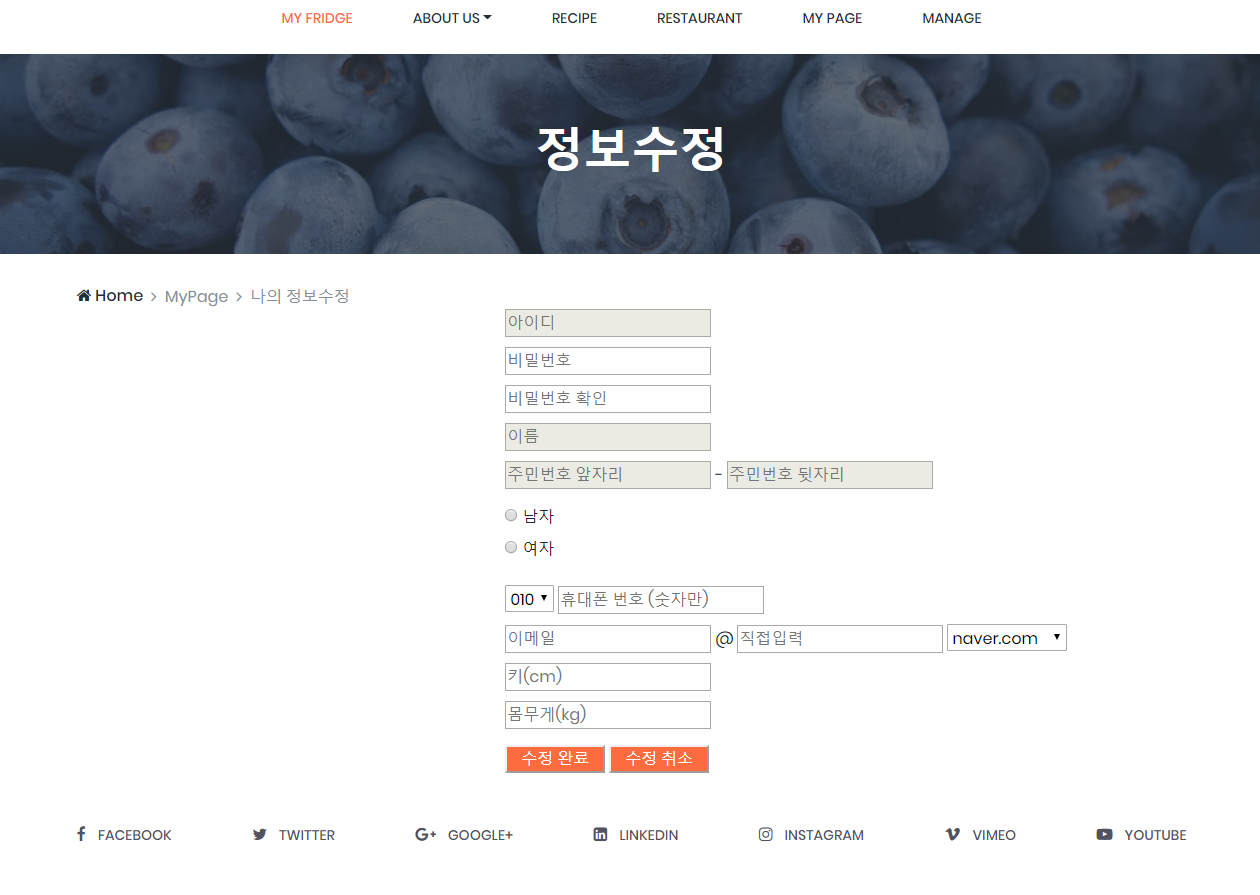 MY FRIDGE ABOUT US RECIPE RESTAURANT MY PAGE MANAGE
정보수정
Home > MyPage > 나의 정보수정
아이디
비밀번호
비밀번호 확인
이름
주민번호 앞자리 - 주민번호 뒷자리
남자
여자
010 휴대폰 번호 (숫자만)
이메일 @ 직접입력 naver.com
키(cm)
몸무게(kg)
수정 완료 수정 취소
FACEBOOK TWITTER GOOGLE+ LINKEDIN INSTAGRAM VIMEO YOUTUBE